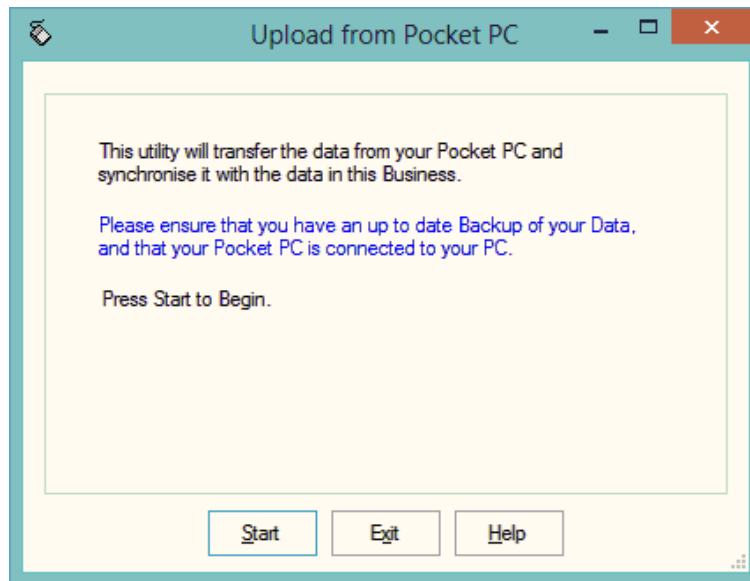 Upload from Pocket PC
This utility will transfer the data from your Pocket PC and
synchronise it with the data in this Business.
Please ensure that you have an up to date Backup of your Data,
and that your Pocket PC is connected to your PC.
Press Start to Begin.
Start Exit Help